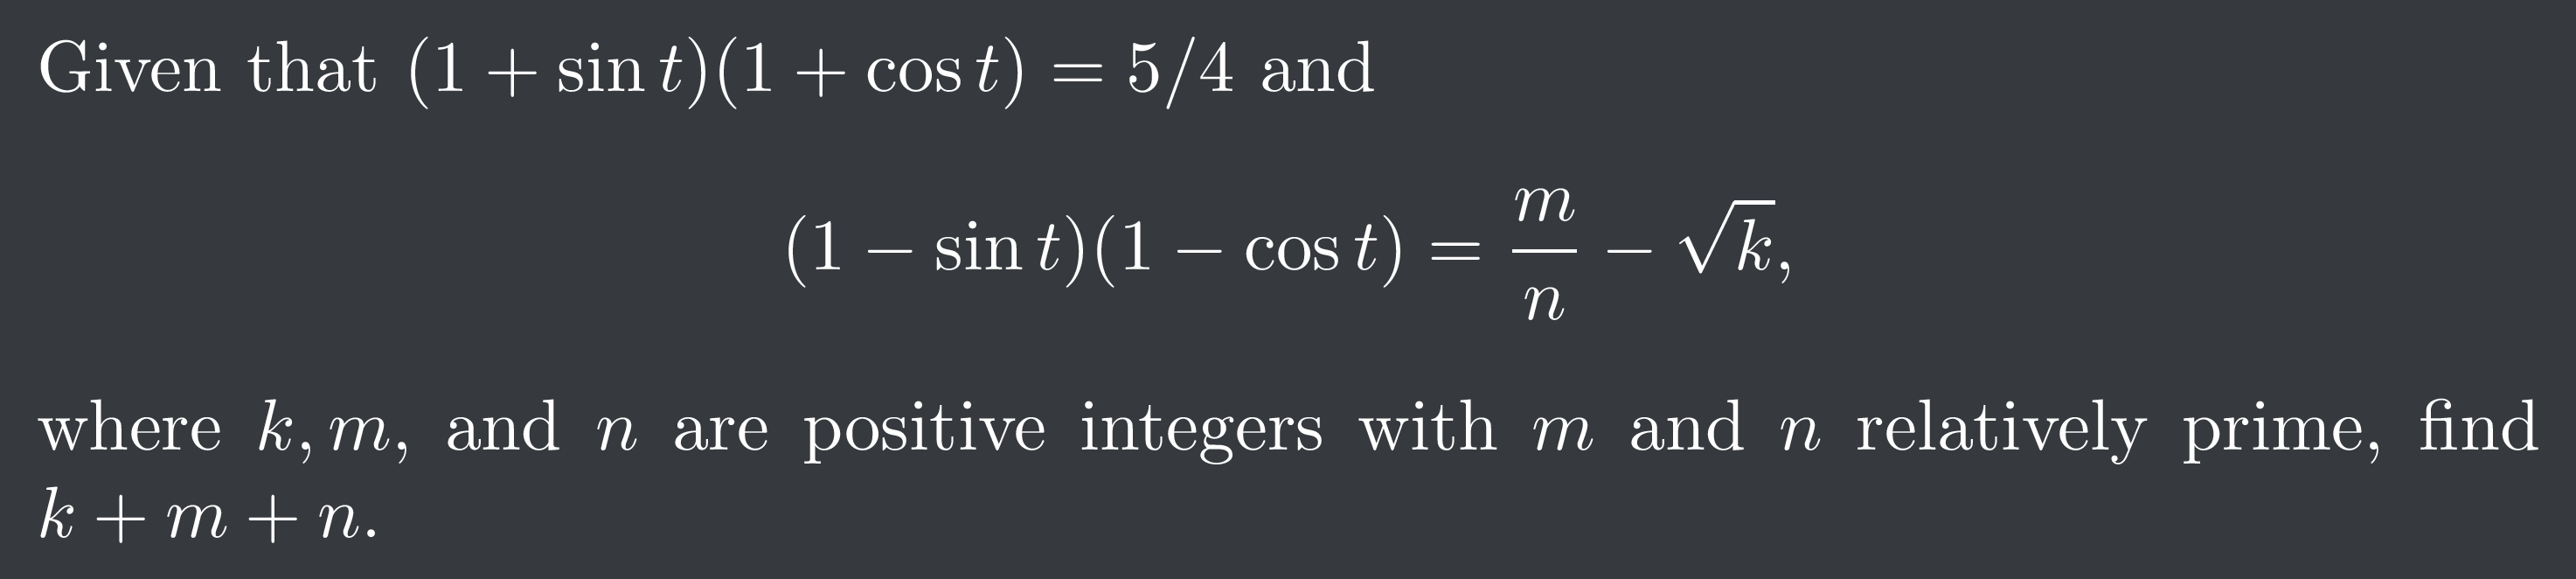 Given that (1 + sin t)(1 + cos t) = 5/4 and
(1 − sin t)(1 − cos t) = m/n − √k,
where k, m, and n are positive integers with m and n relatively prime, find
k + m + n.